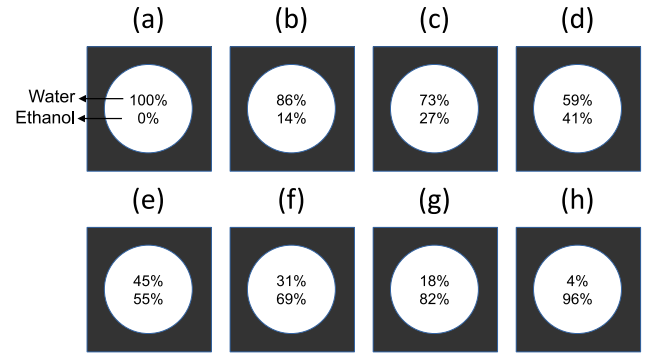 (a) (b) (c) (d)
Water 100% 86% 73% 59%
Ethanol 0% 14% 27% 41%
(e) (f) (g) (h)
45% 31% 18% 4%
55% 69% 82% 96%